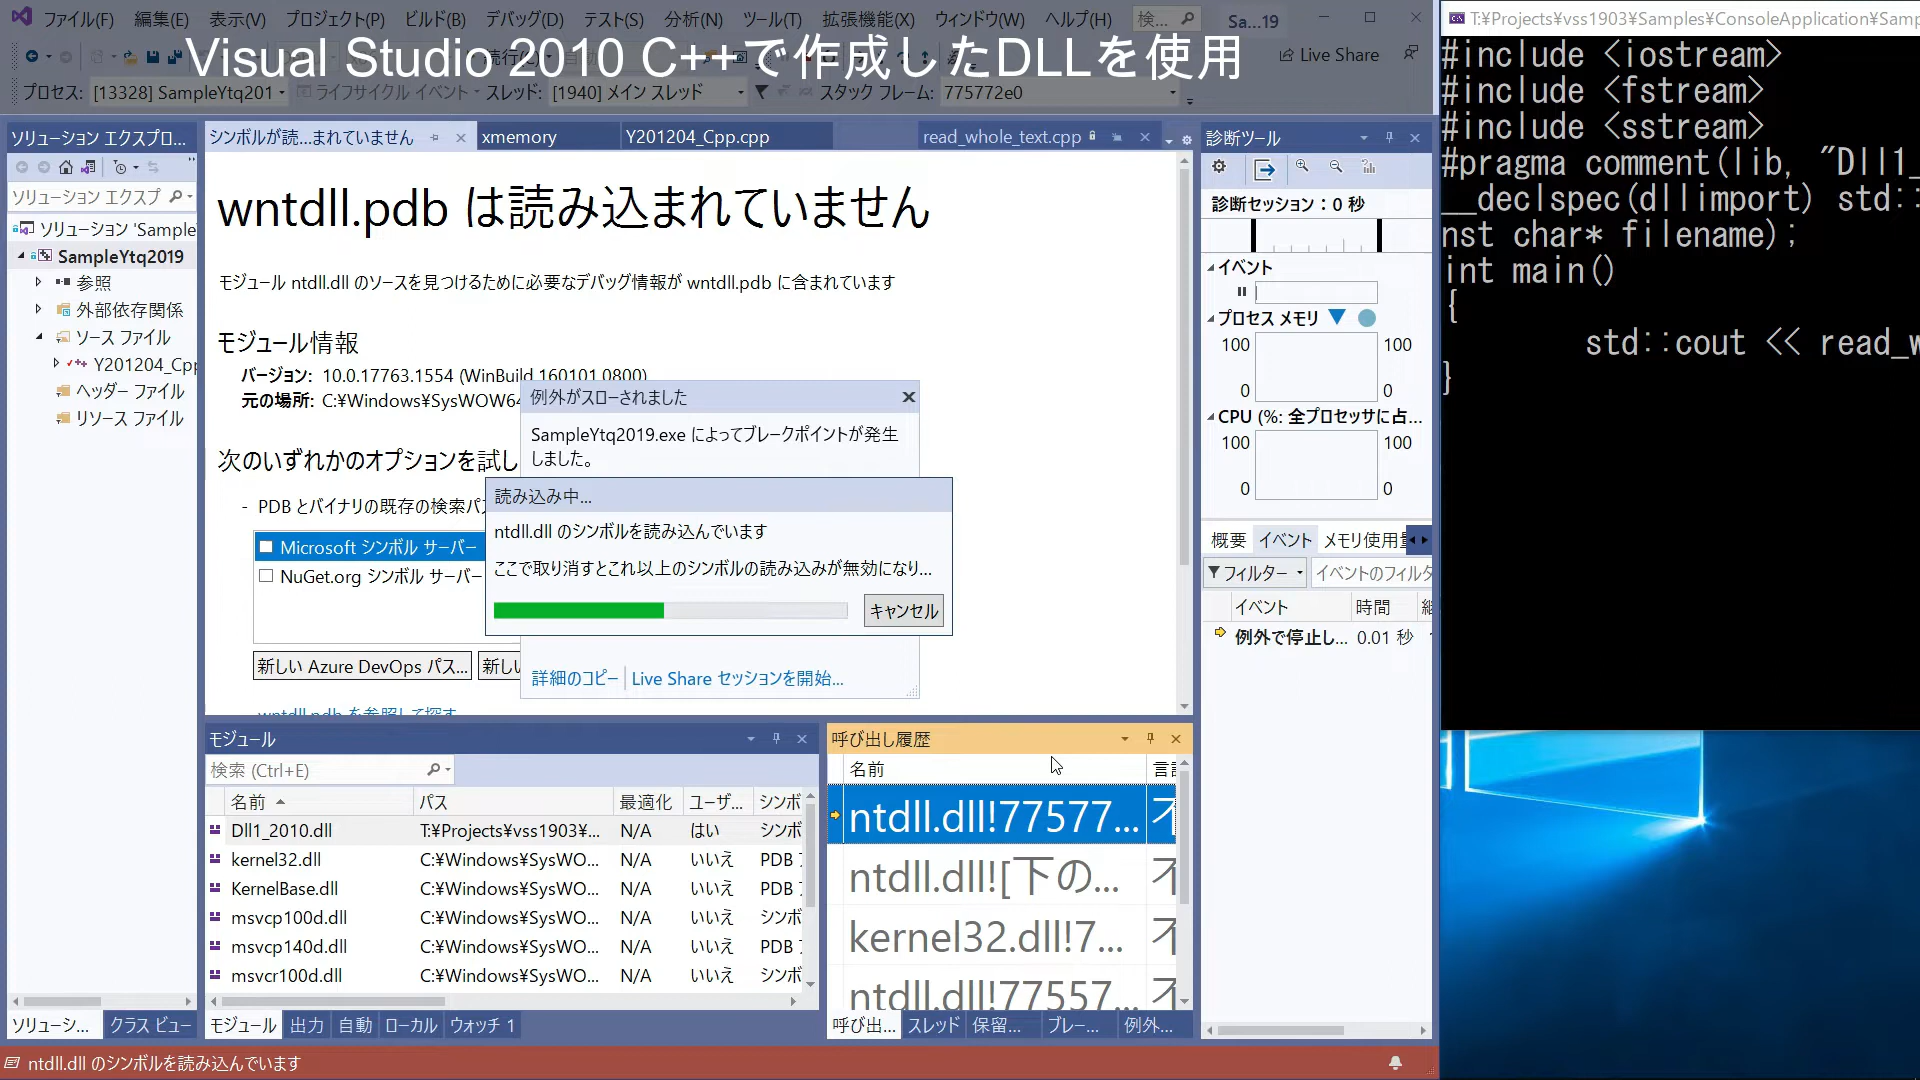 ファイル(F) 編集(E) 表示(V) プロジェクト(P) ビルド(B) デバッグ(D) テスト(S) 分析(N) ツール(T) 拡張機能(X) ウィンドウ(W) ヘルプ(H) 検... Sa...19
Visual Studio 2010 C++で作成したDLLを使用
Live Share
プロセス: [13328] SampleYtq201 ライフサイクル イベント スレッド: [1940] メイン スレッド スタック フレーム: 775772e0
ソリューション エクスプロ...
ソリューション エクスプ
ソリューション 'Sample
SampleYtq2019
参照
外部依存関係
ソース ファイル
Y201204_Cpp
ヘッダー ファイル
リソース ファイル
ソリューシ... クラス ビュー
シンボルが読...まれていません xmemory Y201204_Cpp.cpp read_whole_text.cpp
wntdll.pdb は読み込まれていません
モジュール ntdll.dll のソースを見つけるために必要なデバッグ情報が wntdll.pdb に含まれています
モジュール情報
バージョン: 10.0.17763.1554 (WinBuild.160101.0800)
元の場所: C:¥Windows¥SysWOW64
次のいずれかのオプションを試し
- PDB とバイナリの既存の検索パ
Microsoft シンボル サーバー
NuGet.org シンボル サーバー
新しい Azure DevOps パス... 新しい
wntdll.pdb を参照して探す
例外がスローされました
SampleYtq2019.exe によってブレークポイントが発生
しました。
読み込み中...
ntdll.dll のシンボルを読み込んでいます
ここで取り消すとこれ以上のシンボルの読み込みが無効になり...
キャンセル
詳細のコピー Live Share セッションを開始...
モジュール
検索 (Ctrl+E)
名前 パス 最適化 ユーザ... シンボ
Dll1_2010.dll T:¥Projects¥vss1903¥... N/A はい シンボ
kernel32.dll C:¥Windows¥SysWO... N/A いいえ PDB
KernelBase.dll C:¥Windows¥SysWO... N/A いいえ PDB
msvcp100d.dll C:¥Windows¥SysWO... N/A いいえ シンボ
msvcp140d.dll C:¥Windows¥SysWO... N/A いいえ PDB
msvcr100d.dll C:¥Windows¥SysWO... N/A いいえ シンボ
モジュール 出力 自動 ローカル ウォッチ 1
呼び出し履歴
名前 言
ntdll.dll!77577...
ntdll.dll![下の...
kernel32.dll!7...
ntdll.dll!77557...
呼び出... スレッド 保留... ブレー... 例外...
診断ツール
診断セッション：0 秒
イベント
プロセス メモリ
100 100
0 0
CPU (%: 全プロセッサに占...
100 100
0 0
概要 イベント メモリ使用量
フィルター イベントのフィルタ
イベント 時間
例外で停止し... 0.01 秒
ntdll.dll のシンボルを読み込んでいます
T:¥Projects¥vss1903¥Samples¥ConsoleApplication¥Samp
#include <iostream>
#include <fstream>
#include <sstream>
#pragma comment(lib, "Dll1_
__declspec(dllimport) std::
nst char* filename);
int main()
{
std::cout << read_w
}